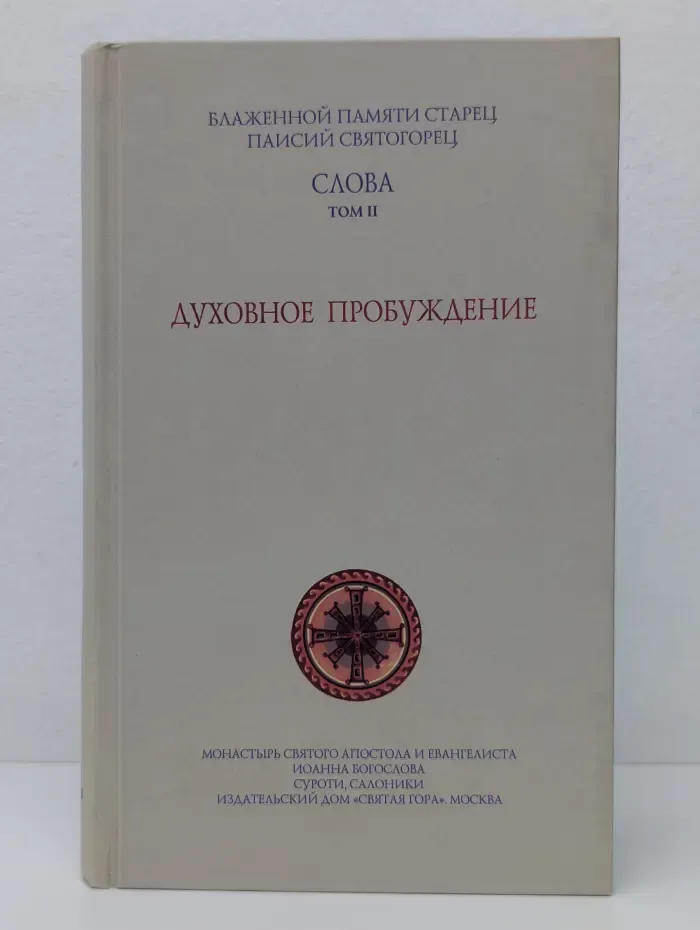 БЛАЖЕННОЙ ПАМЯТИ СТАРЕЦ
ПАИСИЙ СВЯТОГОРЕЦ
СЛОВА
ТОМ II
ДУХОВНОЕ ПРОБУЖДЕНИЕ
МОНАСТЫРЬ СВЯТОГО АПОСТОЛА И ЕВАНГЕЛИСТА
ИОАННА БОГОСЛОВА
СУРОТИ, САЛОНИКИ
ИЗДАТЕЛЬСКИЙ ДОМ «СВЯТАЯ ГОРА». МОСКВА